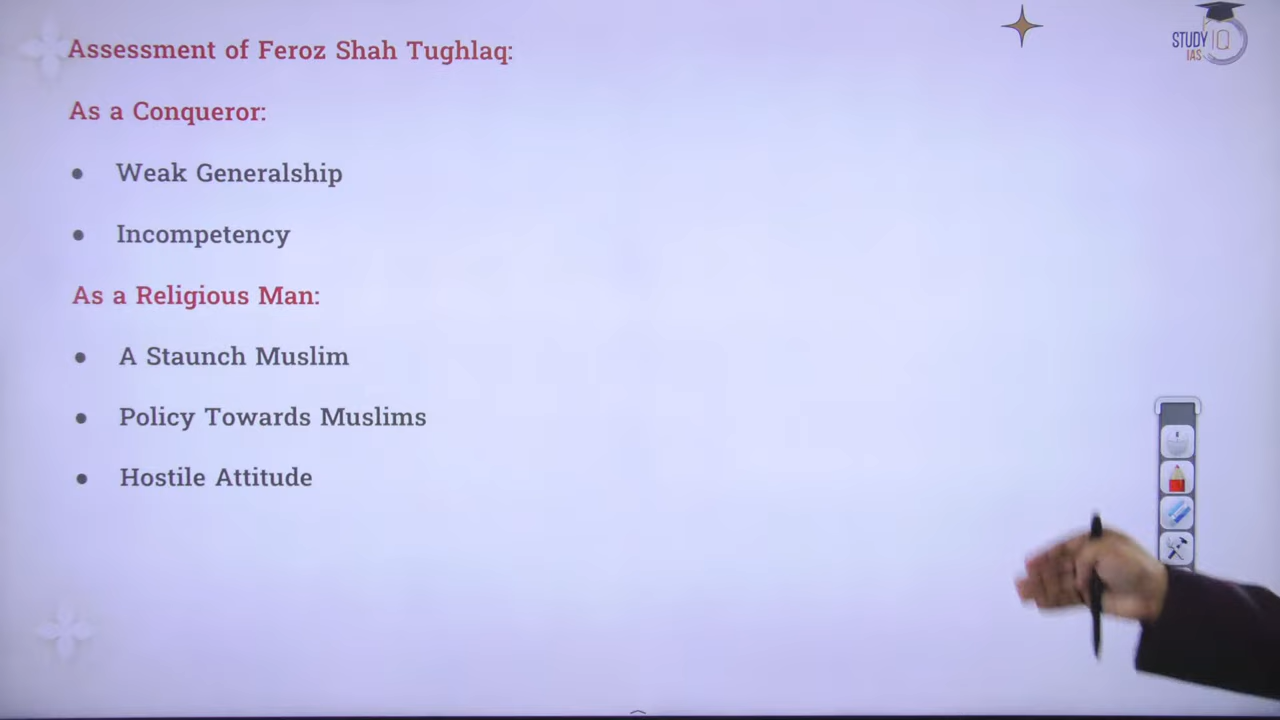 Assessment of Feroz Shah Tughlaq:
STUDY IQ
IAS
As a Conqueror:
● Weak Generalship
● Incompetency
As a Religious Man:
● A Staunch Muslim
● Policy Towards Muslims
● Hostile Attitude